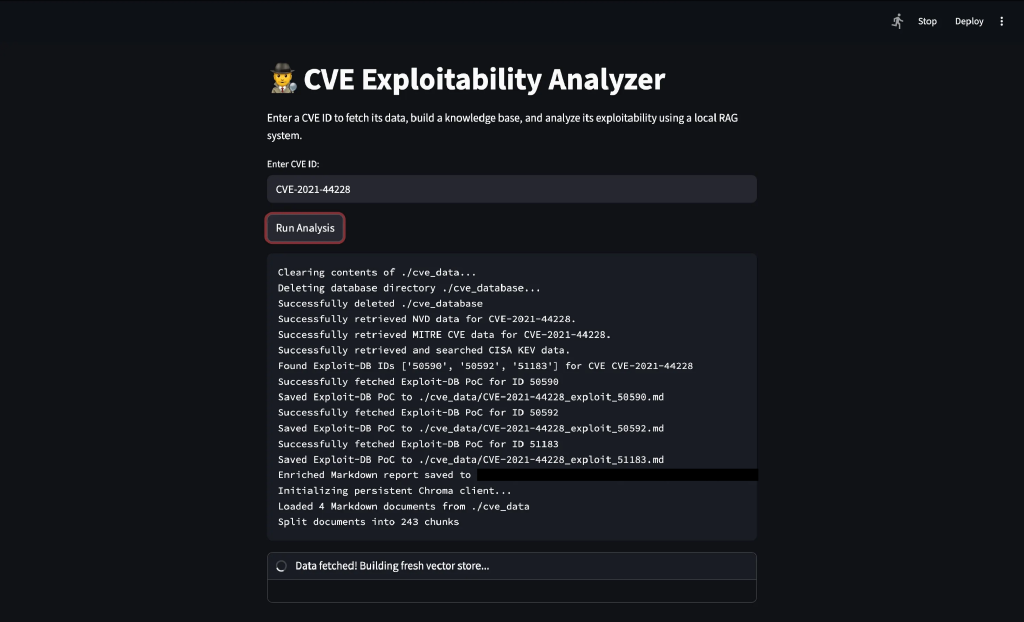 Stop Deploy
CVE Exploitability Analyzer
Enter a CVE ID to fetch its data, build a knowledge base, and analyze its exploitability using a local RAG
system.
Enter CVE ID:
CVE-2021-44228
Run Analysis
Clearing contents of ./cve_data...
Deleting database directory ./cve_database...
Successfully deleted ./cve_database
Successfully retrieved NVD data for CVE-2021-44228.
Successfully retrieved MITRE CVE data for CVE-2021-44228.
Successfully retrieved and searched CISA KEV data.
Found Exploit-DB IDs ['50590', '50592', '51183'] for CVE CVE-2021-44228
Successfully fetched Exploit-DB PoC for ID 50590
Saved Exploit-DB PoC to ./cve_data/CVE-2021-44228_exploit_50590.md
Successfully fetched Exploit-DB PoC for ID 50592
Saved Exploit-DB PoC to ./cve_data/CVE-2021-44228_exploit_50592.md
Successfully fetched Exploit-DB PoC for ID 51183
Saved Exploit-DB PoC to ./cve_data/CVE-2021-44228_exploit_51183.md
Enriched Markdown report saved to
Initializing persistent Chroma client...
Loaded 4 Markdown documents from ./cve_data
Split documents into 243 chunks
Data fetched! Building fresh vector store...